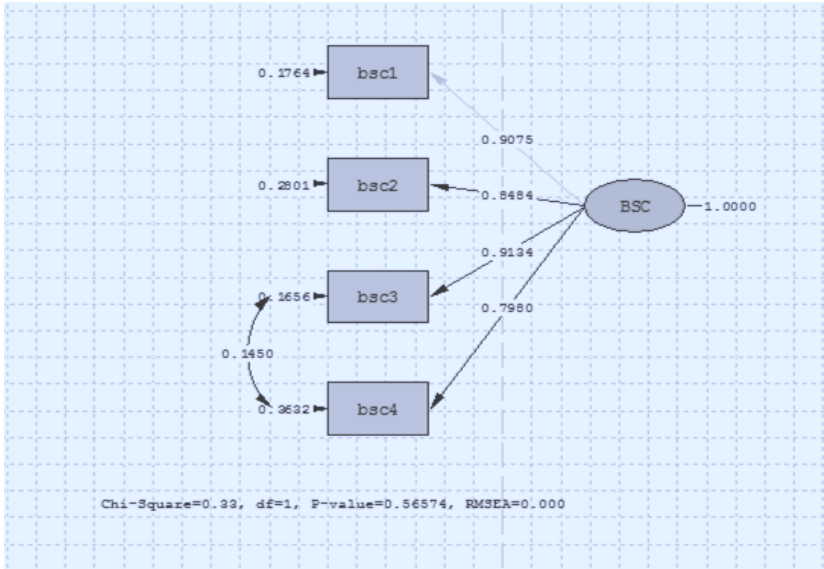 0.1764 bsc1
0.9075
0.2801 bsc2
0.8484
BSC 1.0000
0.9134
0.1656 bsc3
0.7980
0.1450
0.3632 bsc4
Chi-Square=0.33, df=1, P-value=0.56574, RMSEA=0.000